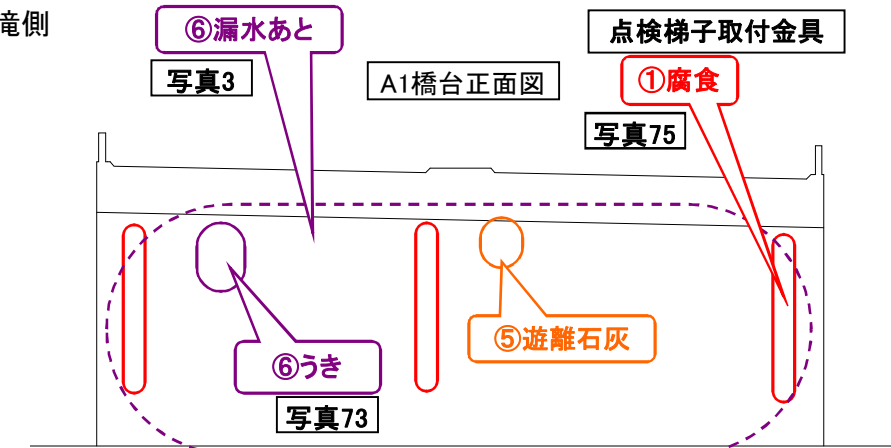 滝側
⑥漏水あと
写真3
A1橋台正面図
点検梯子取付金具
①腐食
写真75
⑤遊離石灰
⑥うき
写真73